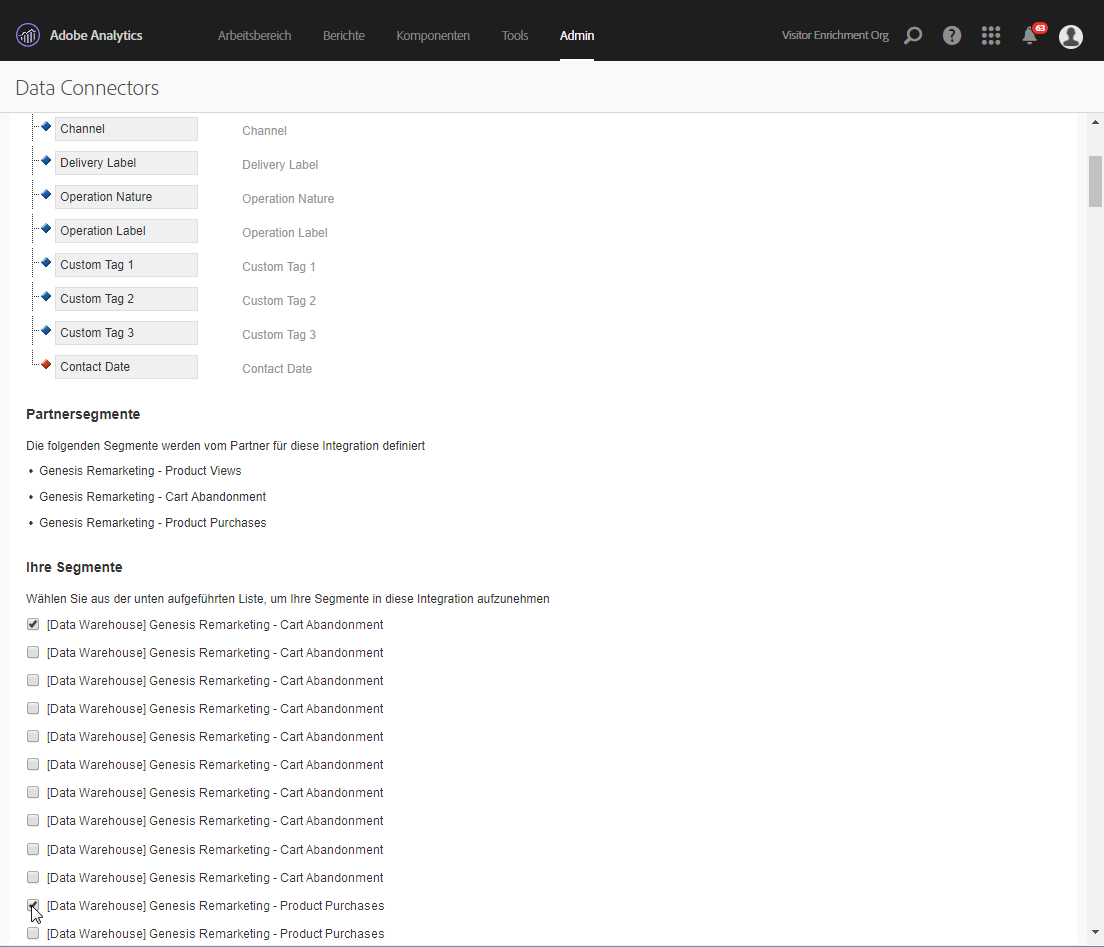 Adobe Analytics Arbeitsbereich Berichte Komponenten Tools Admin Visitor Enrichment Org ? 63
Data Connectors
Channel Channel
Delivery Label Delivery Label
Operation Nature Operation Nature
Operation Label Operation Label
Custom Tag 1 Custom Tag 1
Custom Tag 2 Custom Tag 2
Custom Tag 3 Custom Tag 3
Contact Date Contact Date
Partnersegmente
Die folgenden Segmente werden vom Partner für diese Integration definiert
• Genesis Remarketing - Product Views
• Genesis Remarketing - Cart Abandonment
• Genesis Remarketing - Product Purchases
Ihre Segmente
Wählen Sie aus der unten aufgeführten Liste, um Ihre Segmente in diese Integration aufzunehmen
[Data Warehouse] Genesis Remarketing - Cart Abandonment
[Data Warehouse] Genesis Remarketing - Cart Abandonment
[Data Warehouse] Genesis Remarketing - Cart Abandonment
[Data Warehouse] Genesis Remarketing - Cart Abandonment
[Data Warehouse] Genesis Remarketing - Cart Abandonment
[Data Warehouse] Genesis Remarketing - Cart Abandonment
[Data Warehouse] Genesis Remarketing - Cart Abandonment
[Data Warehouse] Genesis Remarketing - Cart Abandonment
[Data Warehouse] Genesis Remarketing - Cart Abandonment
[Data Warehouse] Genesis Remarketing - Cart Abandonment
[Data Warehouse] Genesis Remarketing - Product Purchases
[Data Warehouse] Genesis Remarketing - Product Purchases